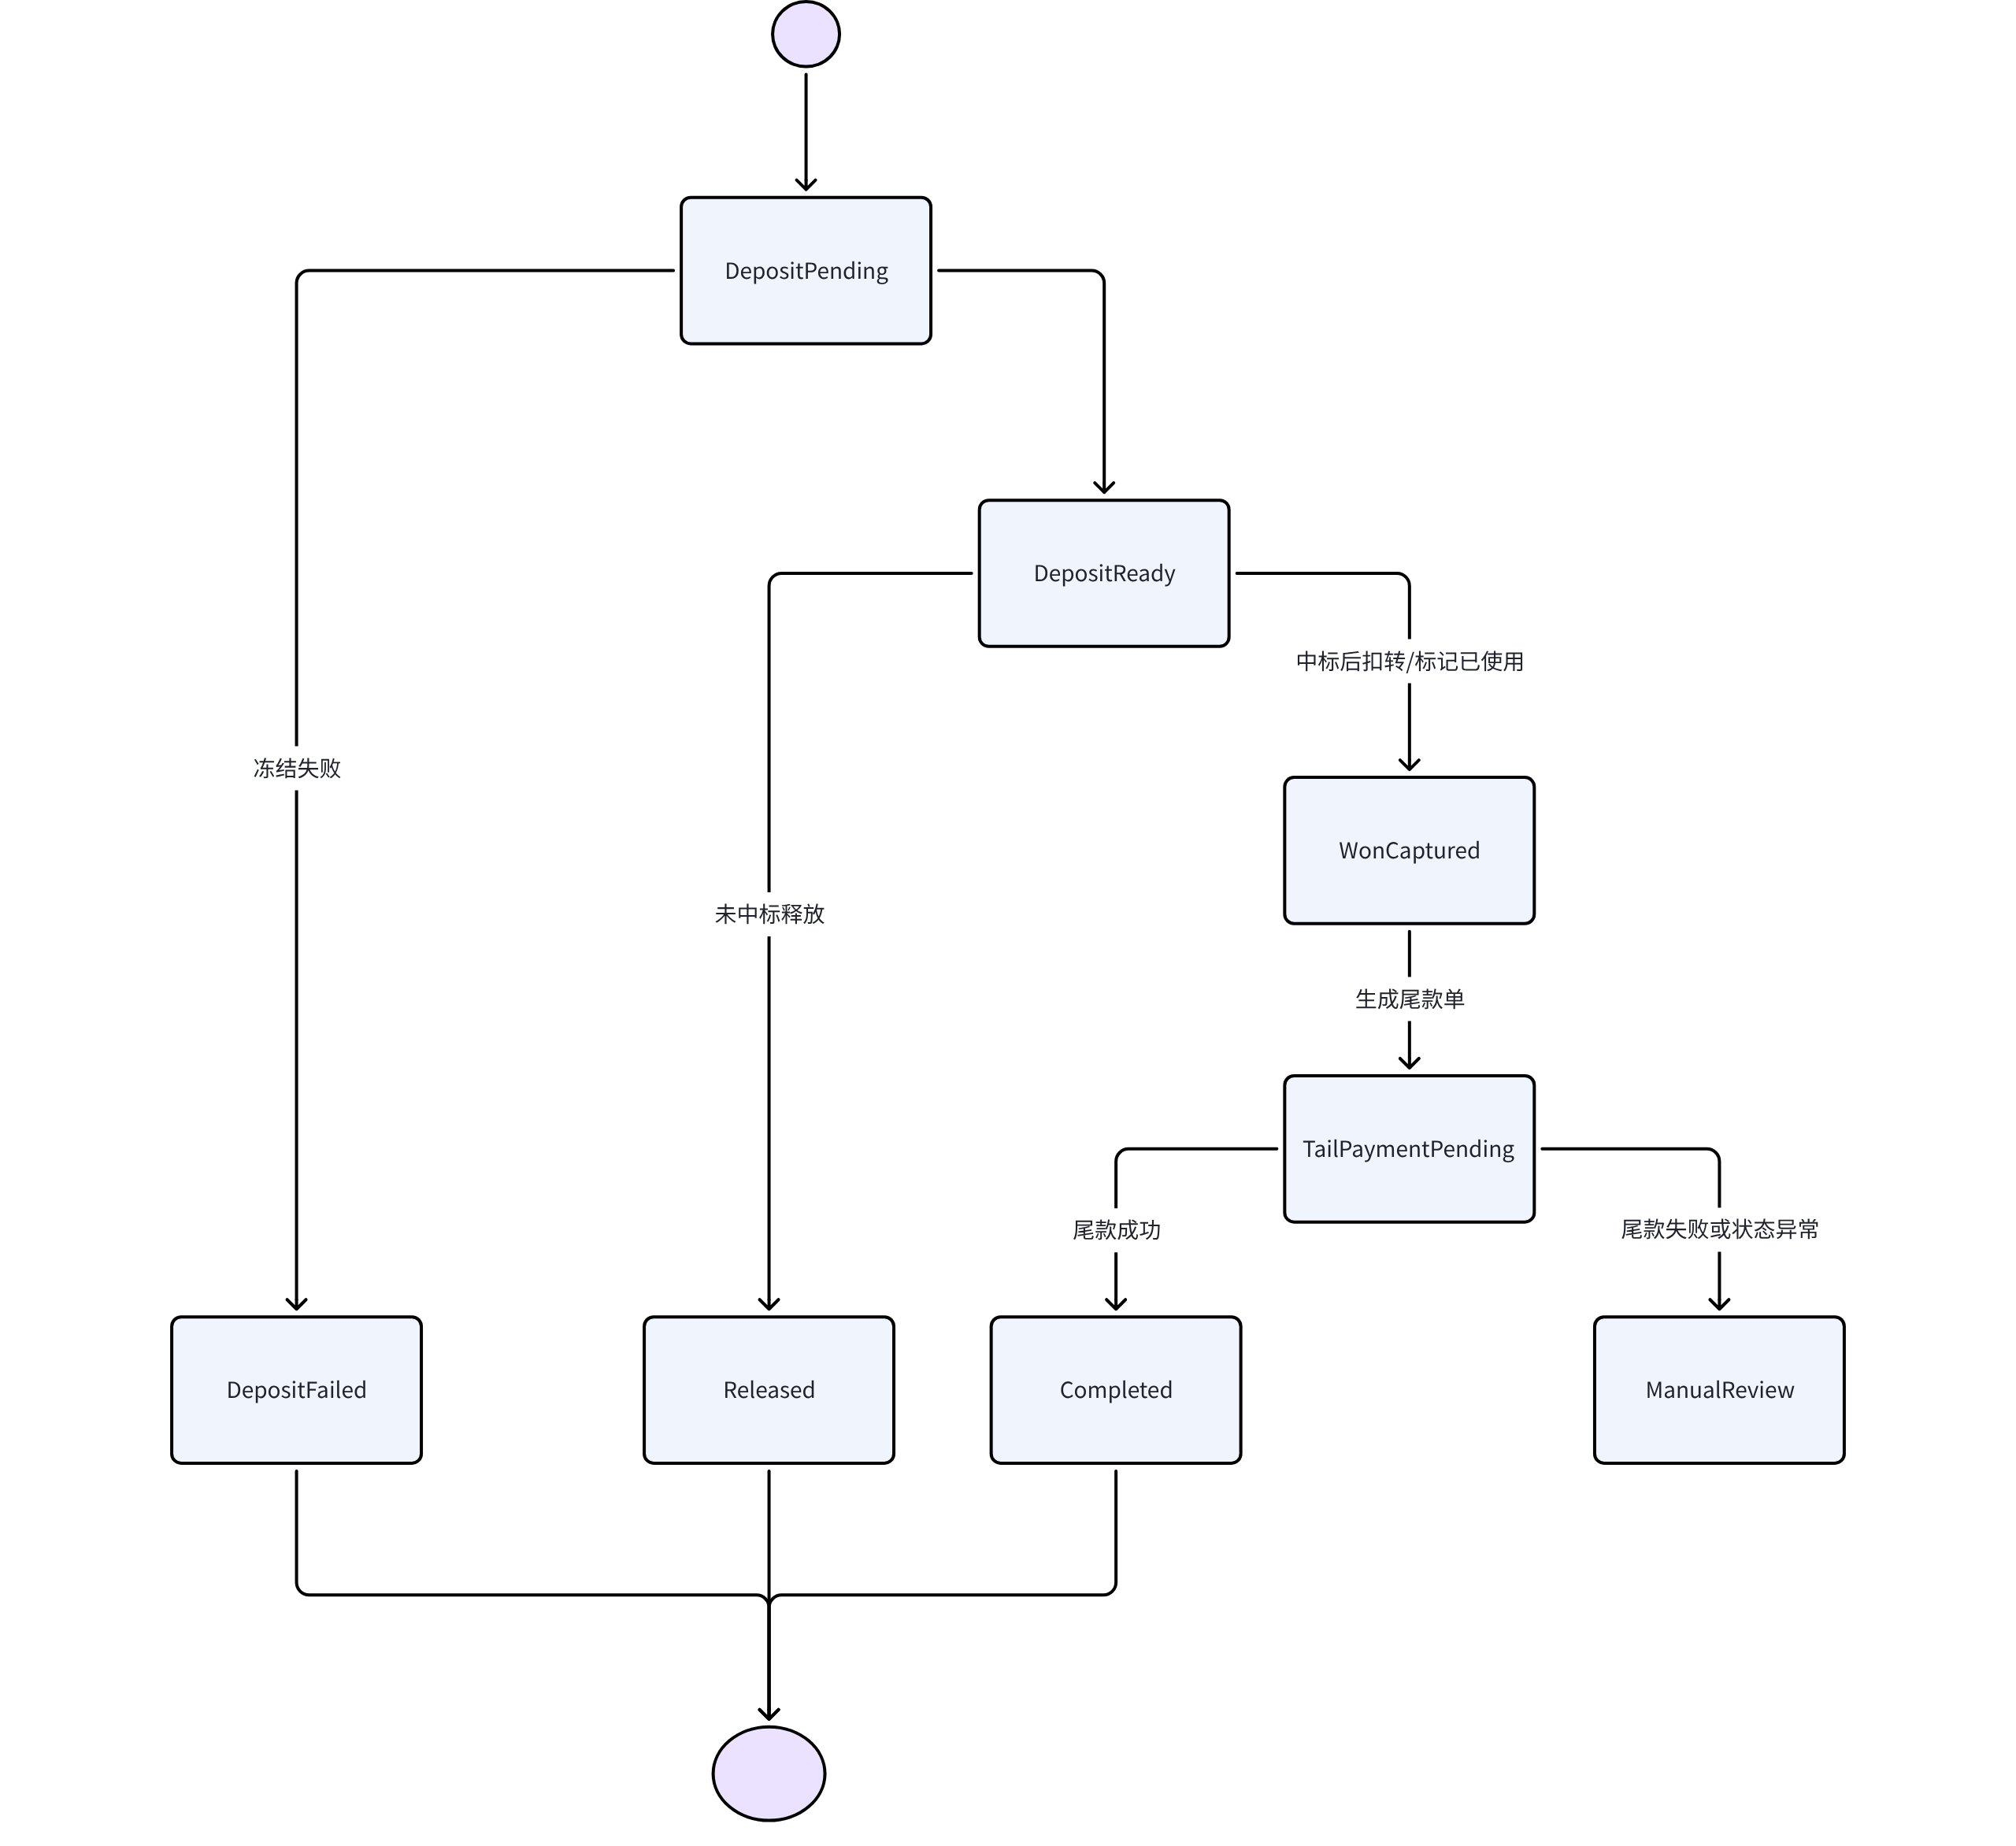 DepositPending
DepositReady
中标后扣转/标记已使用
冻结失败
WonCaptured
未中标释放
生成尾款单
TailPaymentPending
尾款成功
尾款失败或状态异常
DepositFailed
Released
Completed
ManualReview